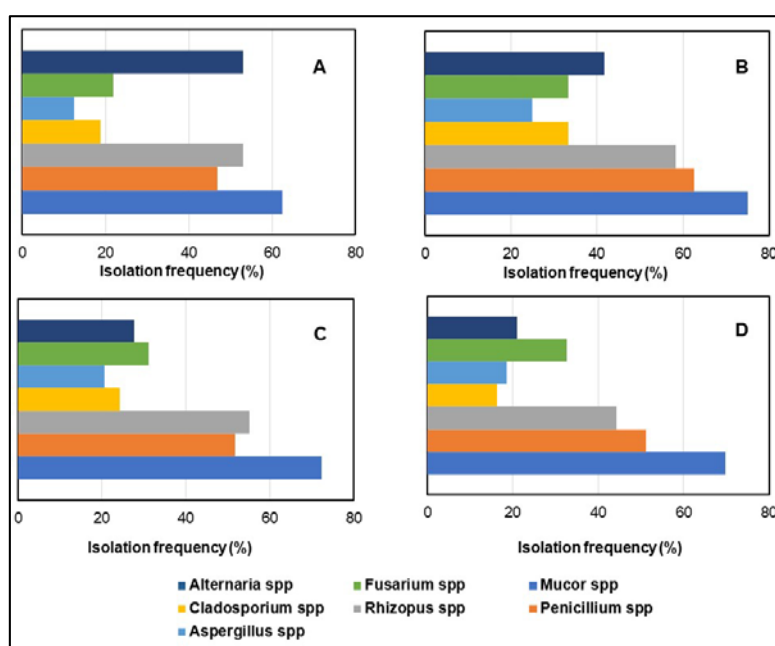 A
0 20 40 60 80
Isolation frequency (%)
B
0 20 40 60 80
Isolation frequency (%)
C
0 20 40 60 80
Isolation frequency (%)
D
0 20 40 60 80
Isolation frequency (%)
Alternaria spp Fusarium spp Mucor spp
Cladosporium spp Rhizopus spp Penicillium spp
Aspergillus spp